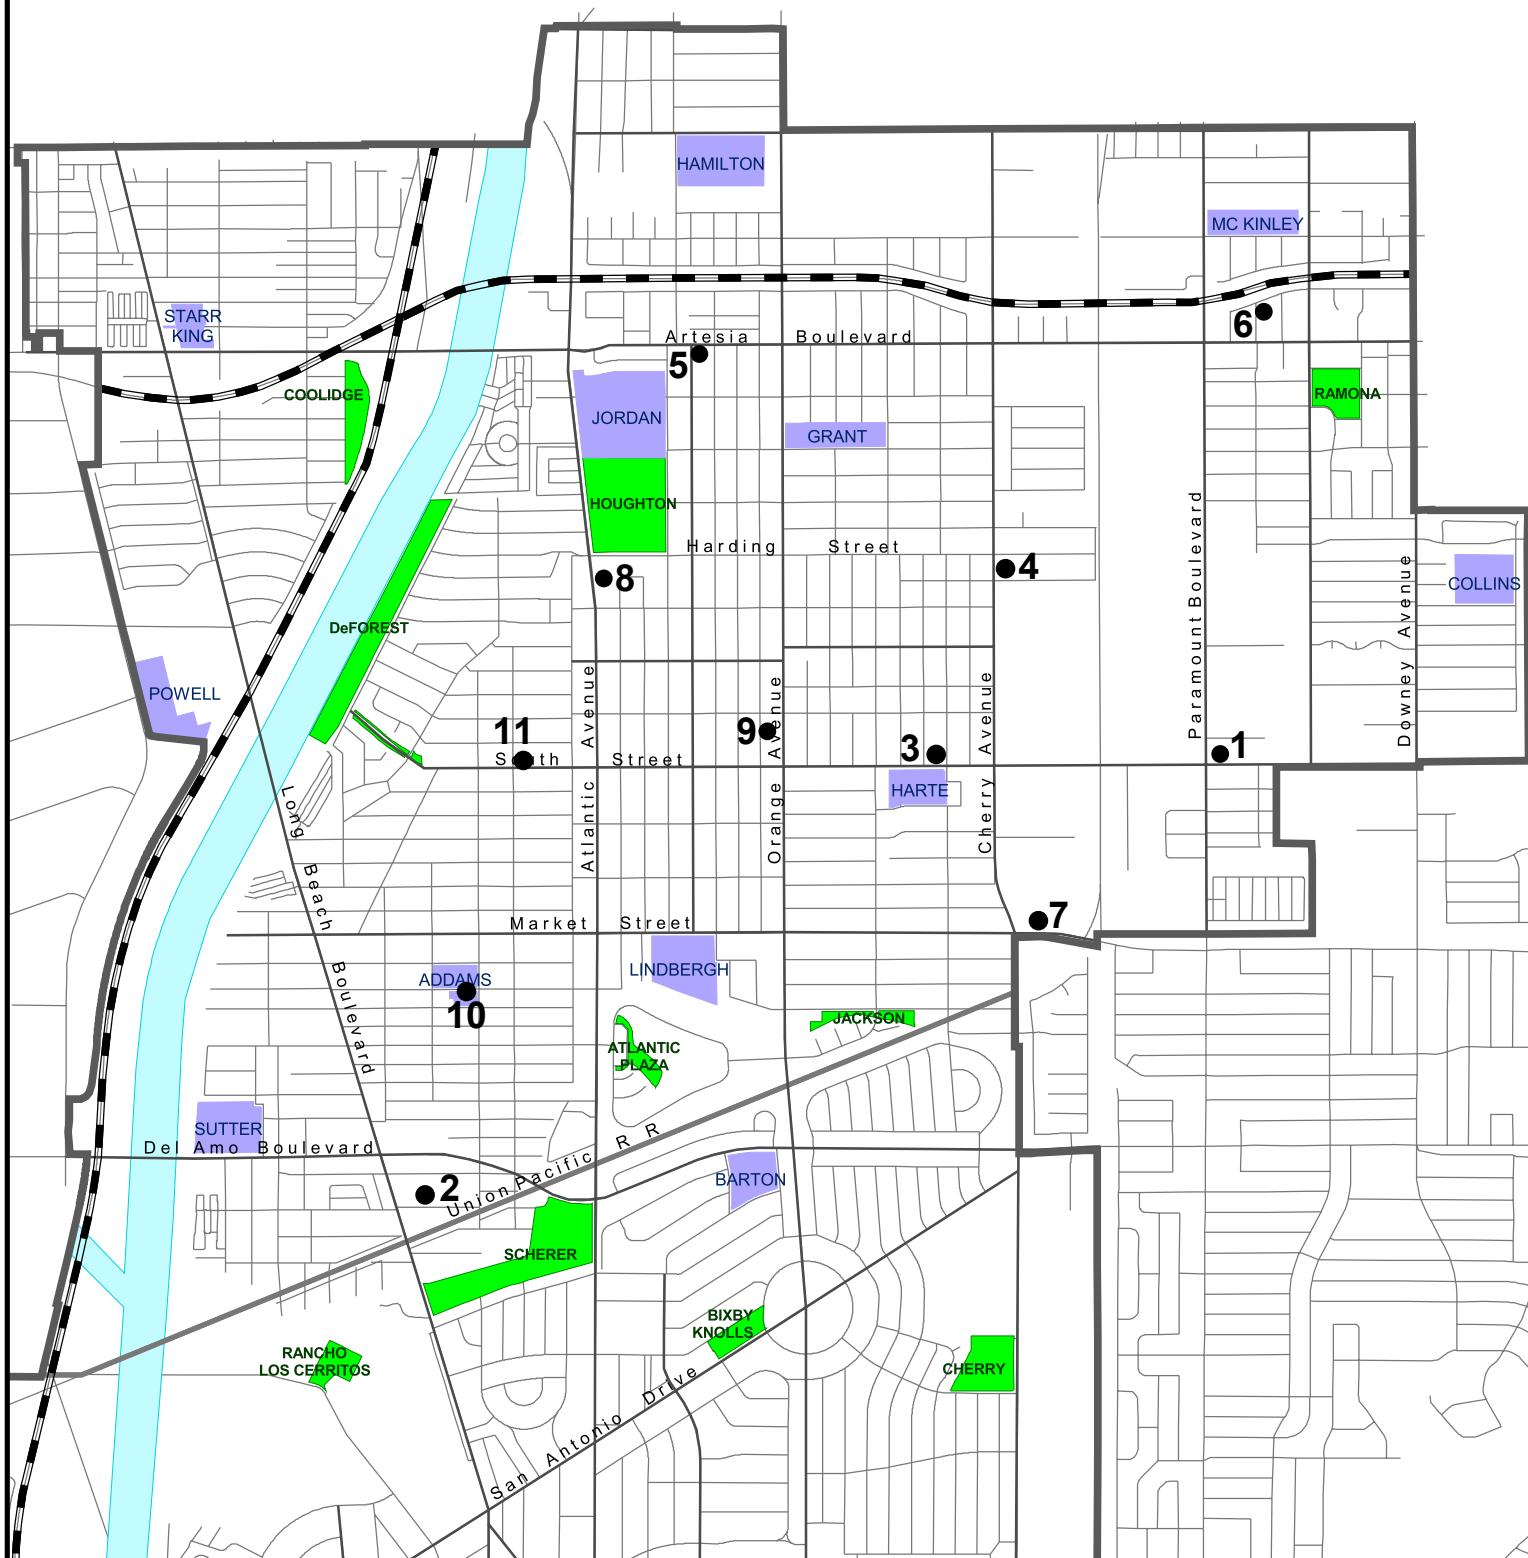 HAMILTON
MC KINLEY
STARR
KING
6
Artesia Boulevard
5
COOLIDGE
RAMONA
JORDAN
GRANT
HOUGHTON
Paramount Boulevard
Harding Street
8
4
Downey Avenue
COLLINS
DeFOREST
POWELL
Atlantic Avenue
Orange Avenue
Cherry Avenue
11
9
3
1
South Street
HARTE
Long Beach Boulevard
Market Street
7
ADDAMS
LINDBERGH
10
JACKSON
ATLANTIC
PLAZA
SUTTER
Del Amo Boulevard
Union Pacific R R
2
BARTON
SCHERER
BIXBY
KNOLLS
RANCHO
LOS CERRITOS
CHERRY
San Antonio Drive